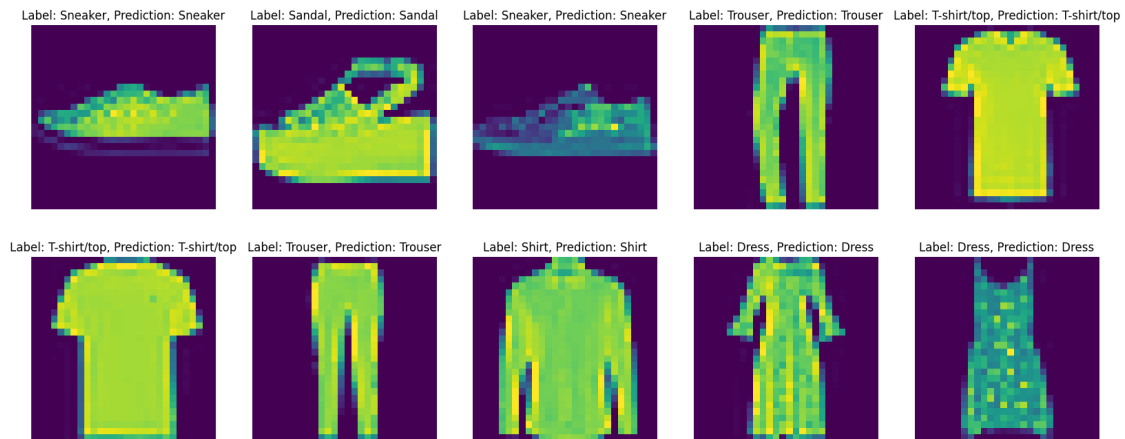 Label: Sneaker, Prediction: Sneaker
Label: Sandal, Prediction: Sandal
Label: Sneaker, Prediction: Sneaker
Label: Trouser, Prediction: Trouser
Label: T-shirt/top, Prediction: T-shirt/top
Label: T-shirt/top, Prediction: T-shirt/top
Label: Trouser, Prediction: Trouser
Label: Shirt, Prediction: Shirt
Label: Dress, Prediction: Dress
Label: Dress, Prediction: Dress